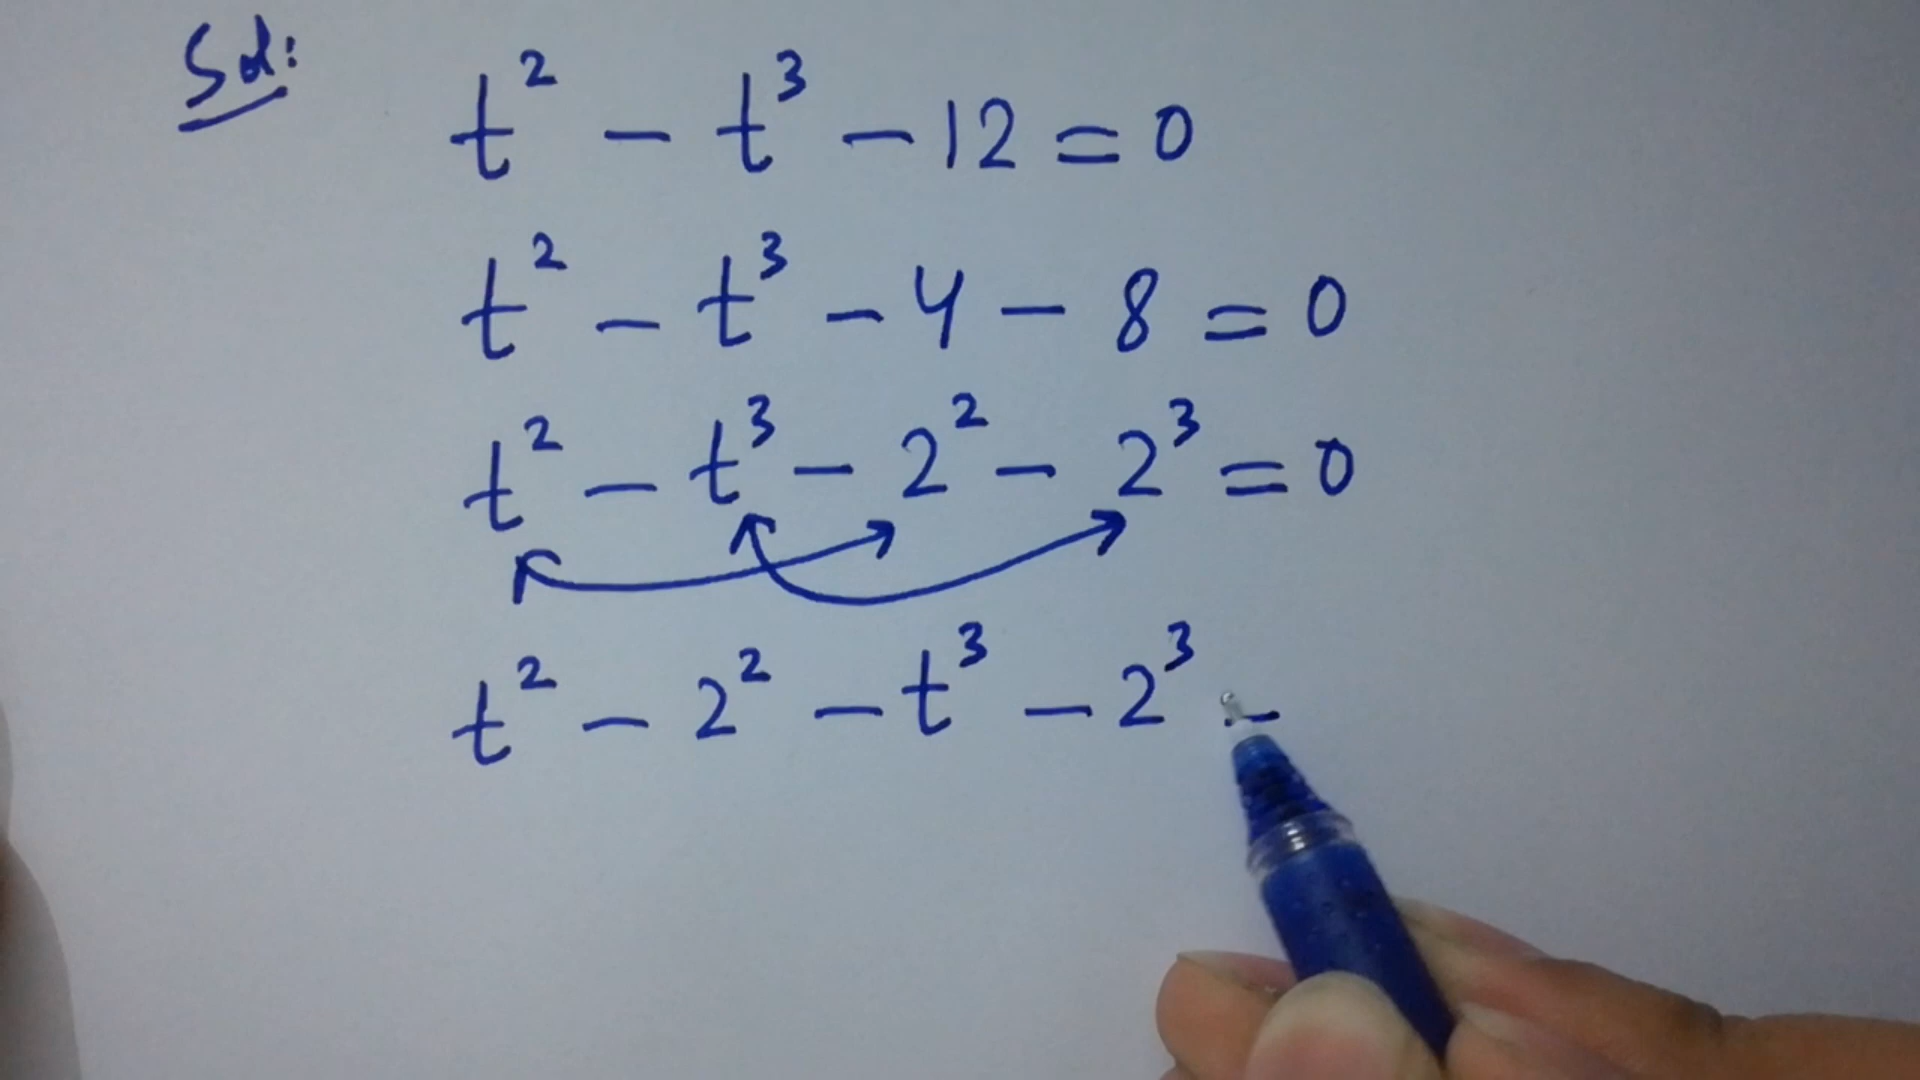 Sol:
t² - t³ - 12 = 0
t² - t³ - 4 - 8 = 0
t² - t³ - 2² - 2³ = 0
t² - 2² - t³ - 2³ -